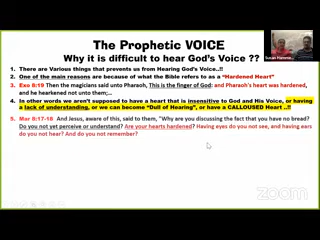 The Prophetic VOICE
Why it is difficult to hear God's Voice ??
1. There are Various things that prevents us from Hearing God's Voice..!!
2. One of the main reasons are because of what the Bible refers to as a "Hardened Heart"
3. Exo 8:19 Then the magicians said unto Pharaoh, This is the finger of God: and Pharaoh's heart was hardened,
and he hearkened not unto them;...
4. In other words we aren't supposed to have a heart that is insensitive to God and His Voice, or having
a lack of understanding, or we can become "Dull of Hearing", or have a CALLOUSED Heart ..!!
5. Mar 8:17-18 And Jesus, aware of this, said to them, "Why are you discussing the fact that you have no bread?
Do you not yet perceive or understand? Are your hearts hardened? Having eyes do you not see, and having ears
do you not hear? And do you not remember?
Susan
zoom